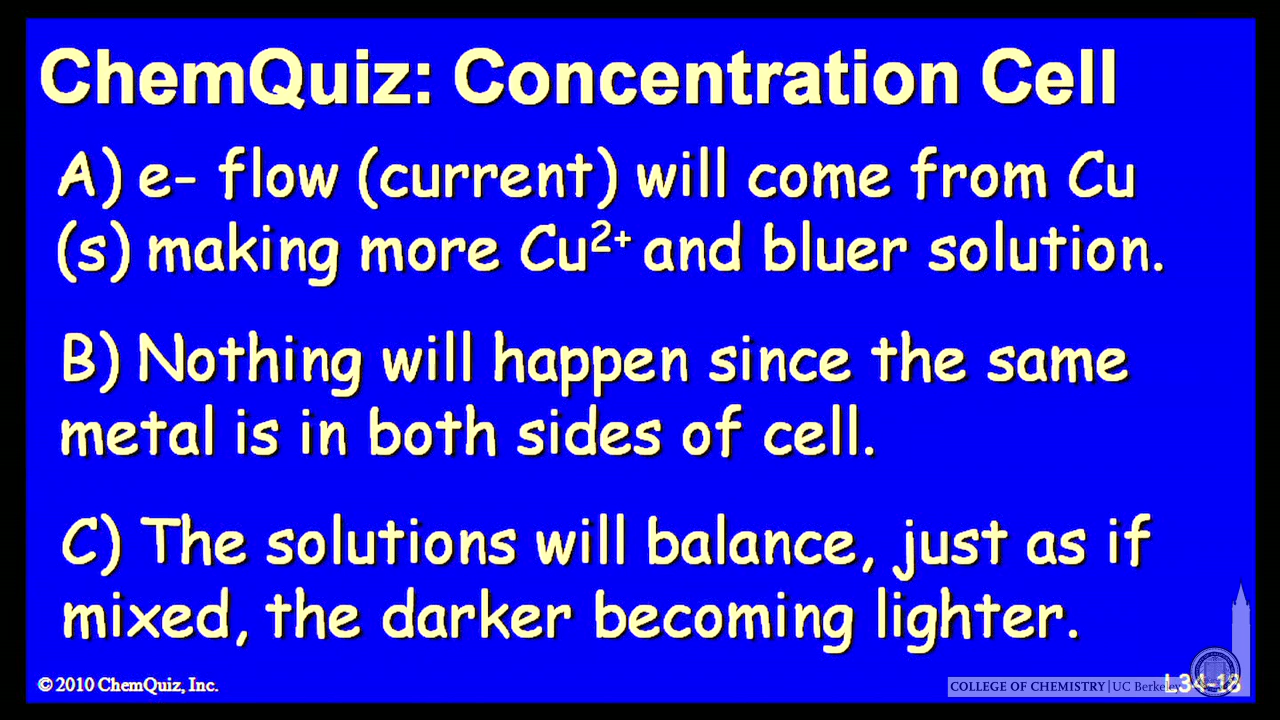 ChemQuiz: Concentration Cell
A) e- flow (current) will come from Cu
(s) making more Cu²⁺ and bluer solution.
B) Nothing will happen since the same
metal is in both sides of cell.
C) The solutions will balance, just as if
mixed, the darker becoming lighter.
© 2010 ChemQuiz, Inc.
COLLEGE OF CHEMISTRY | UC Berkeley
L34-18